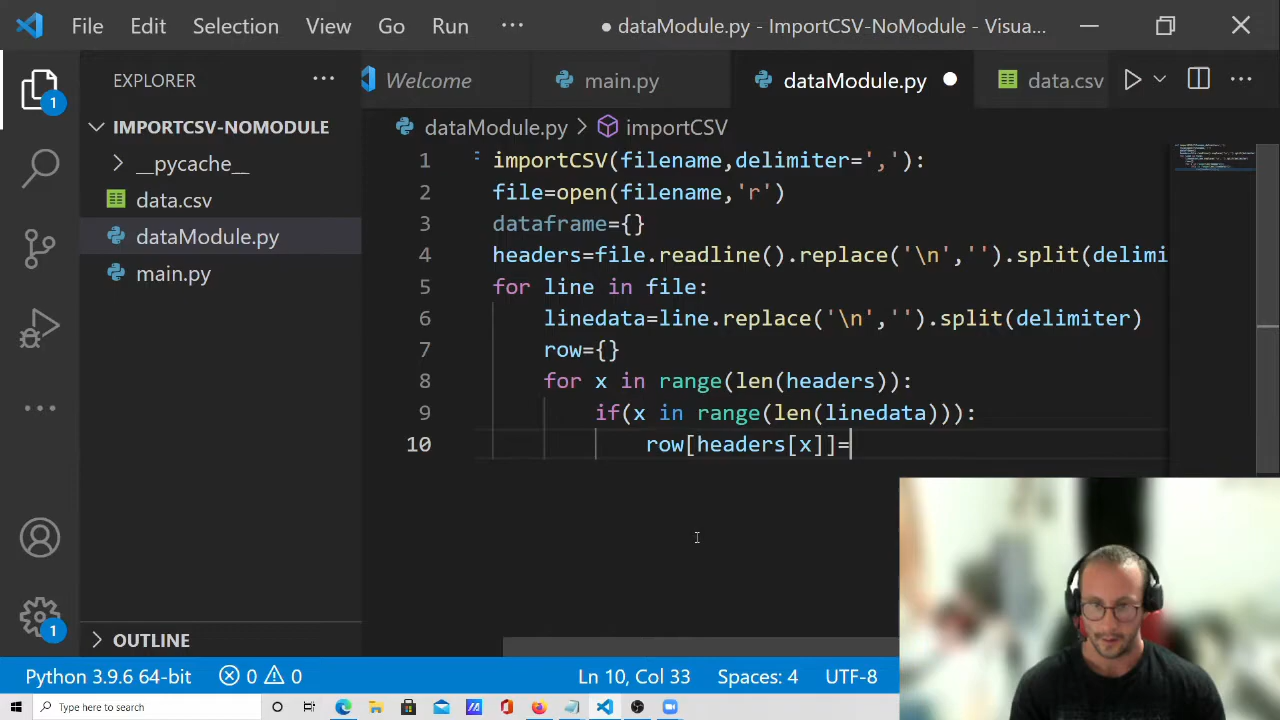 File Edit Selection View Go Run ··· ● dataModule.py - ImportCSV-NoModule - Visua...
EXPLORER
Welcome main.py dataModule.py data.csv
IMPORTCSV-NOMODULE
__pycache__
data.csv
dataModule.py
main.py
OUTLINE
dataModule.py > importCSV
1 importCSV(filename,delimiter=','):
2 file=open(filename,'r')
3 dataframe={}
4 headers=file.readline().replace('\n','').split(delimi
5 for line in file:
6 linedata=line.replace('\n','').split(delimiter)
7 row={}
8 for x in range(len(headers)):
9 if(x in range(len(linedata))):
10 row[headers[x]]=
1
1
Python 3.9.6 64-bit 0 0 Ln 10, Col 33 Spaces: 4 UTF-8
Type here to search